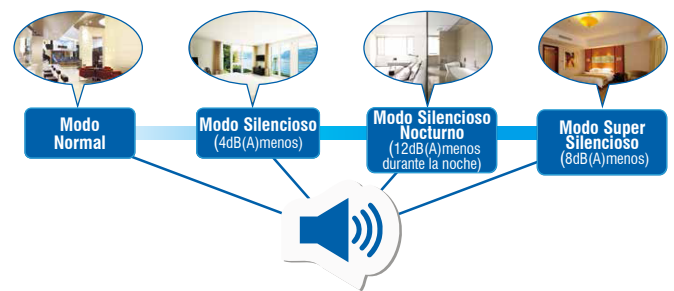 Modo
Normal
Modo Silencioso
(4dB(A)menos)
Modo Silencioso
Nocturno
(12dB(A)menos
durante la noche)
Modo Super
Silencioso
(8dB(A)menos)